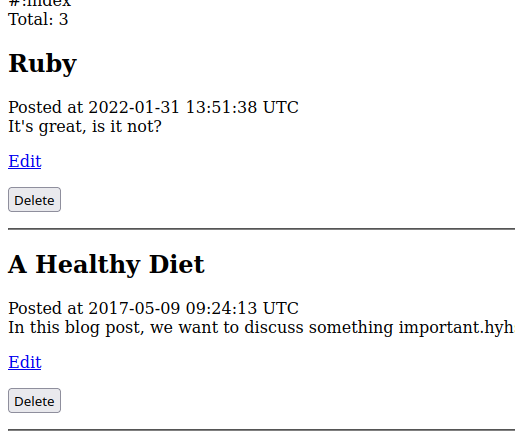 #:index
Total: 3
Ruby
Posted at 2022-01-31 13:51:38 UTC
It's great, is it not?
Edit
Delete
A Healthy Diet
Posted at 2017-05-09 09:24:13 UTC
In this blog post, we want to discuss something important.hyh
Edit
Delete